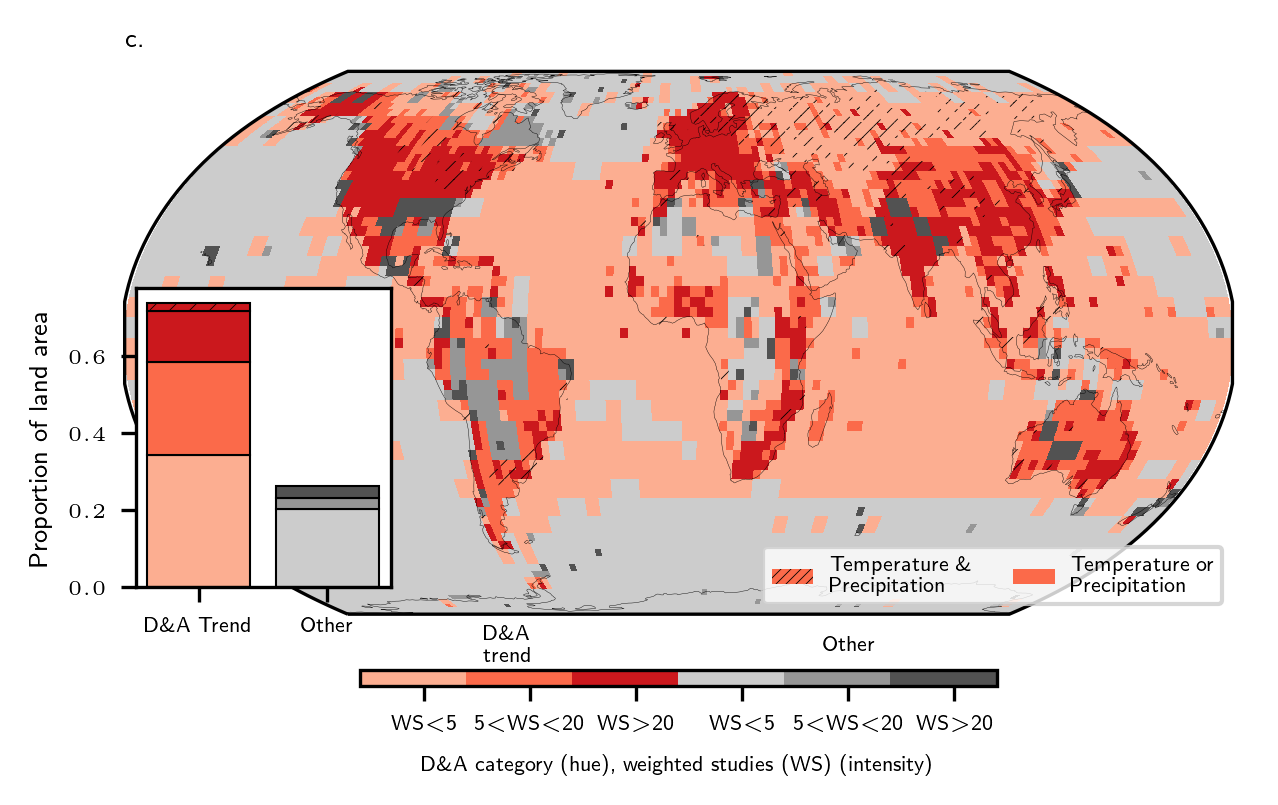 c.
Proportion of land area
0.6
0.4
0.2
0.0
D&A Trend
Other
Temperature &
Precipitation
Temperature or
Precipitation
D&A
trend
Other
WS<5
5<WS<20
WS>20
WS<5
5<WS<20
WS>20
D&A category (hue), weighted studies (WS) (intensity)